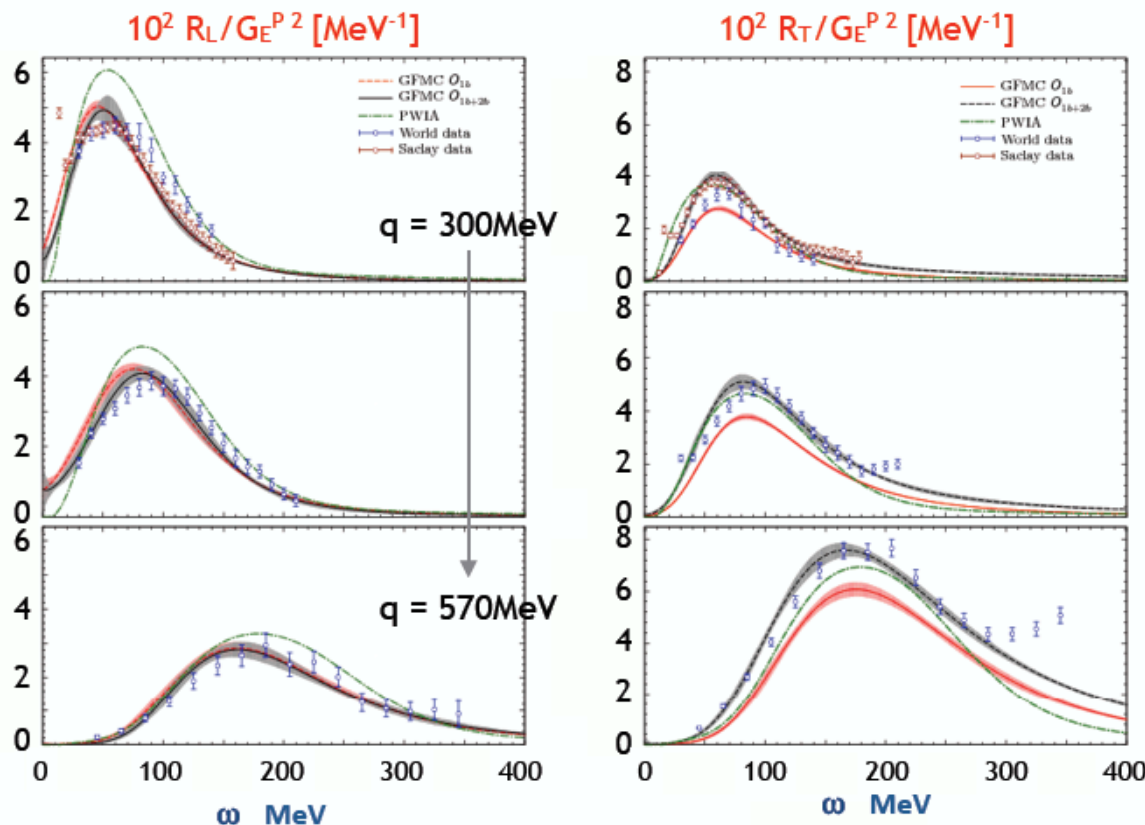 10² R_L/G_E^P ² [MeV⁻¹]
10² R_T/G_E^P ² [MeV⁻¹]
6
4
2
0
GFMC O_1b
GFMC O_1b+2b
PWIA
World data
Saclay data
q = 300MeV
8
6
4
2
0
GFMC O_1b
GFMC O_1b+2b
PWIA
World data
Saclay data
6
4
2
0
8
6
4
2
0
6
4
2
0
q = 570MeV
8
6
4
2
0
0 100 200 300 400
0 100 200 300 400
ω MeV
ω MeV